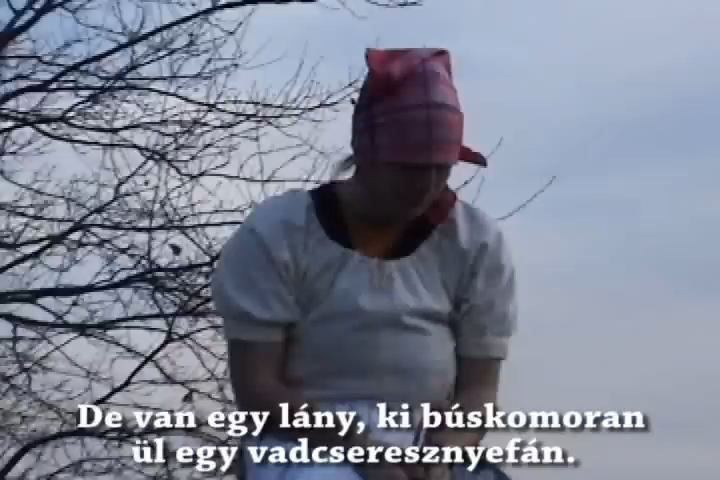 De van egy lány, ki búskomoran
ül egy vadcseresznyefán.